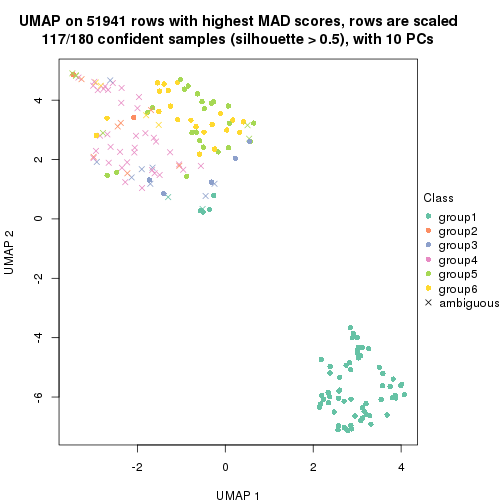 UMAP on 51941 rows with highest MAD scores, rows are scaled
117/180 confident samples (silhouette > 0.5), with 10 PCs
4
2
0
-2
-4
-6
UMAP 2
-2
0
2
4
UMAP 1
Class
group1
group2
group3
group4
group5
group6
ambiguous